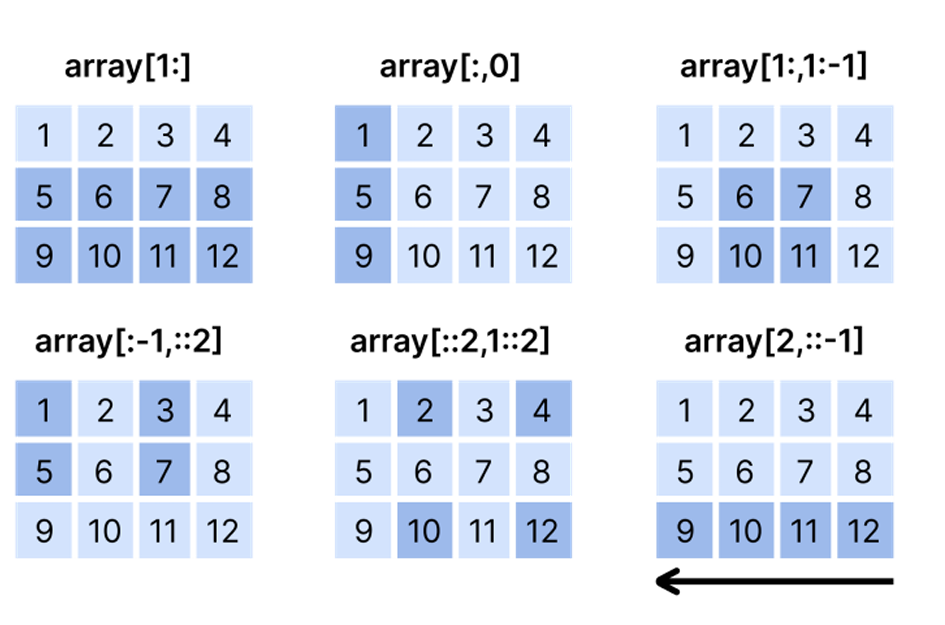 array[1:] array[:,0] array[1:,1:-1]
1 2 3 4 1 2 3 4 1 2 3 4
5 6 7 8 5 6 7 8 5 6 7 8
9 10 11 12 9 10 11 12 9 10 11 12
array[:-1,::2] array[::2,1::2] array[2,::-1]
1 2 3 4 1 2 3 4 1 2 3 4
5 6 7 8 5 6 7 8 5 6 7 8
9 10 11 12 9 10 11 12 9 10 11 12